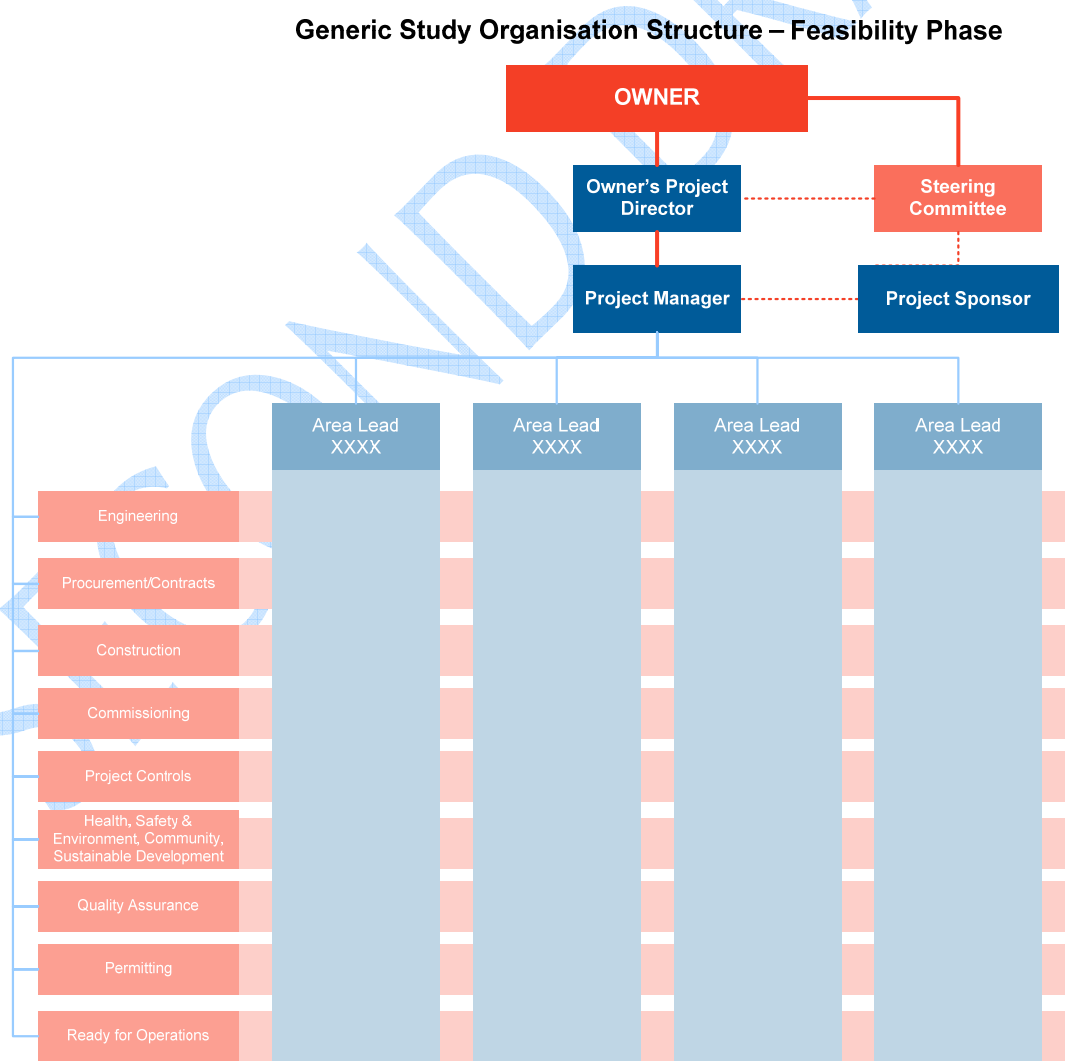 Generic Study Organisation Structure – Feasibility Phase
OWNER
Owner's Project
Director
Steering
Committee
Project Manager
Project Sponsor
Area Lead
XXXX
Area Lead
XXXX
Area Lead
XXXX
Area Lead
XXXX
Engineering
Procurement/Contracts
Construction
Commissioning
Project Controls
Health, Safety &
Environment, Community,
Sustainable Development
Quality Assurance
Permitting
Ready for Operations